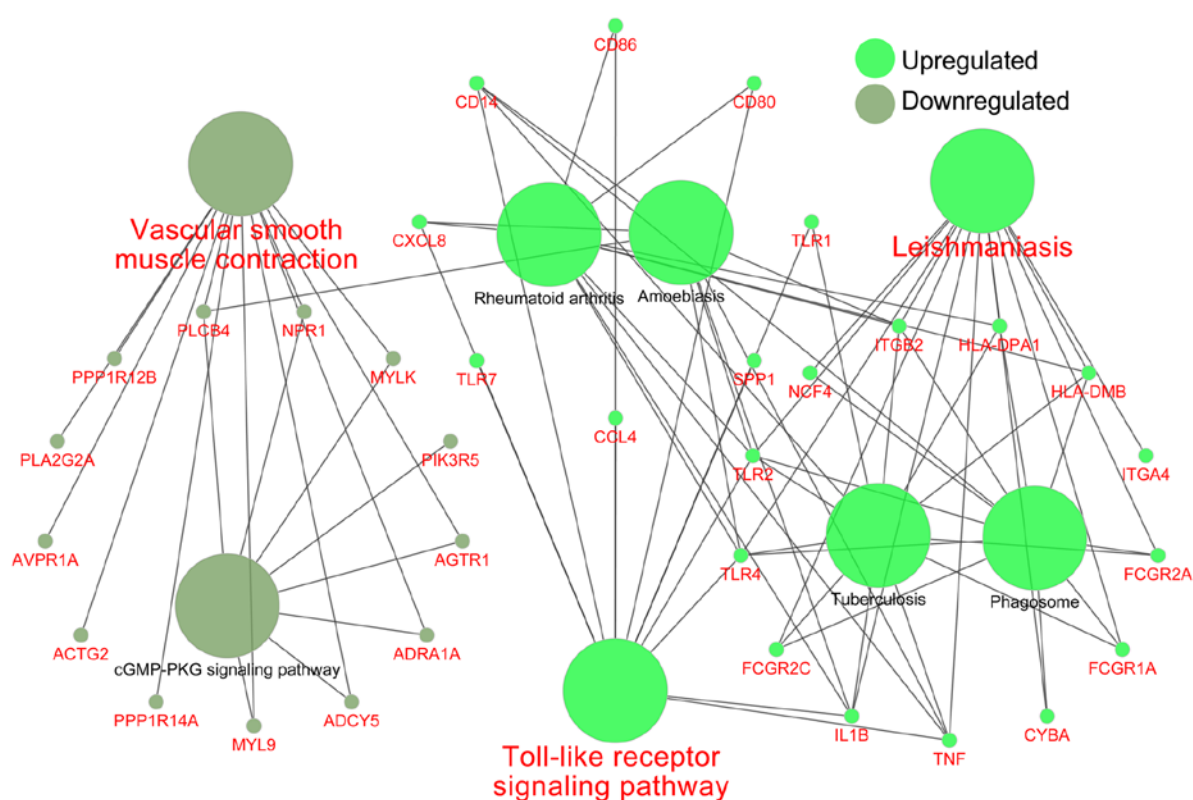 CD86
Upregulated
CD14
CD80
Downregulated
Vascular smooth
muscle contraction
CXCL8
TLR1
Leishmaniasis
Rheumatoid arthritis
Amoebiasis
PLCB4
NPR1
ITGB2
HLA-DPA1
PPP1R12B
MYLK
TLR7
SPP1
NCF4
HLA-DMB
CCL4
PLA2G2A
PIK3R5
TLR2
ITGA4
AVPR1A
AGTR1
TLR4
FCGR2A
Tuberculosis
Phagosome
ACTG2
cGMP-PKG signaling pathway
ADRA1A
FCGR2C
FCGR1A
PPP1R14A
ADCY5
MYL9
IL1B
TNF
CYBA
Toll-like receptor
signaling pathway